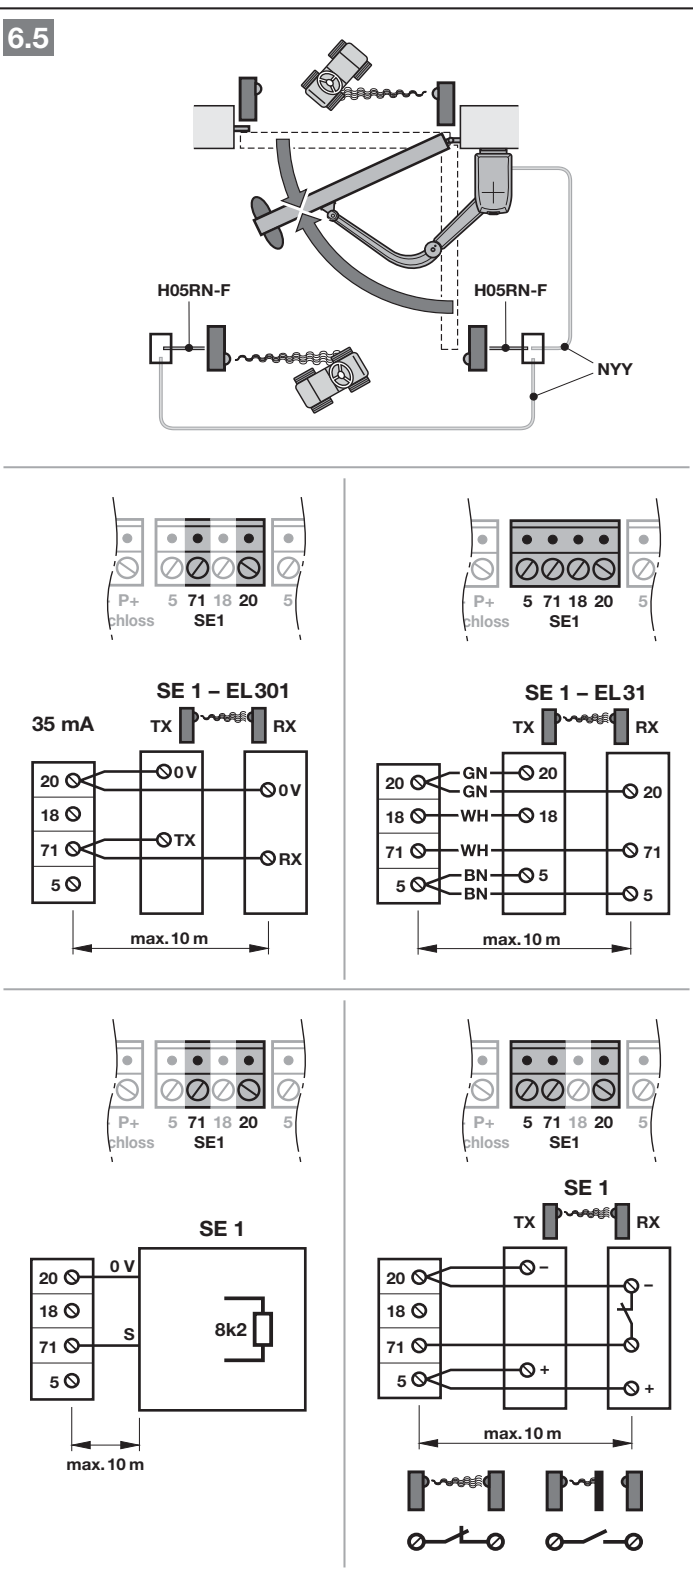 6.5
H05RN-F
H05RN-F
NYY
P+ 5 71 18 20 5
chloss SE1
SE 1 – EL301
35 mA
TX RX
20 0 V 0 V
18
71 TX RX
5
max. 10 m
P+ 5 71 18 20 5
chloss SE1
SE 1 – EL31
TX RX
20 GN 20
GN 20
18 WH 18
71 WH 71
5 BN 5
BN 5
max. 10 m
P+ 5 71 18 20 5
chloss SE1
SE 1
20 0 V
18
8k2
71 S
5
max. 10 m
P+ 5 71 18 20 5
chloss SE1
SE 1
TX RX
20 – –
18
71
5 + +
max. 10 m